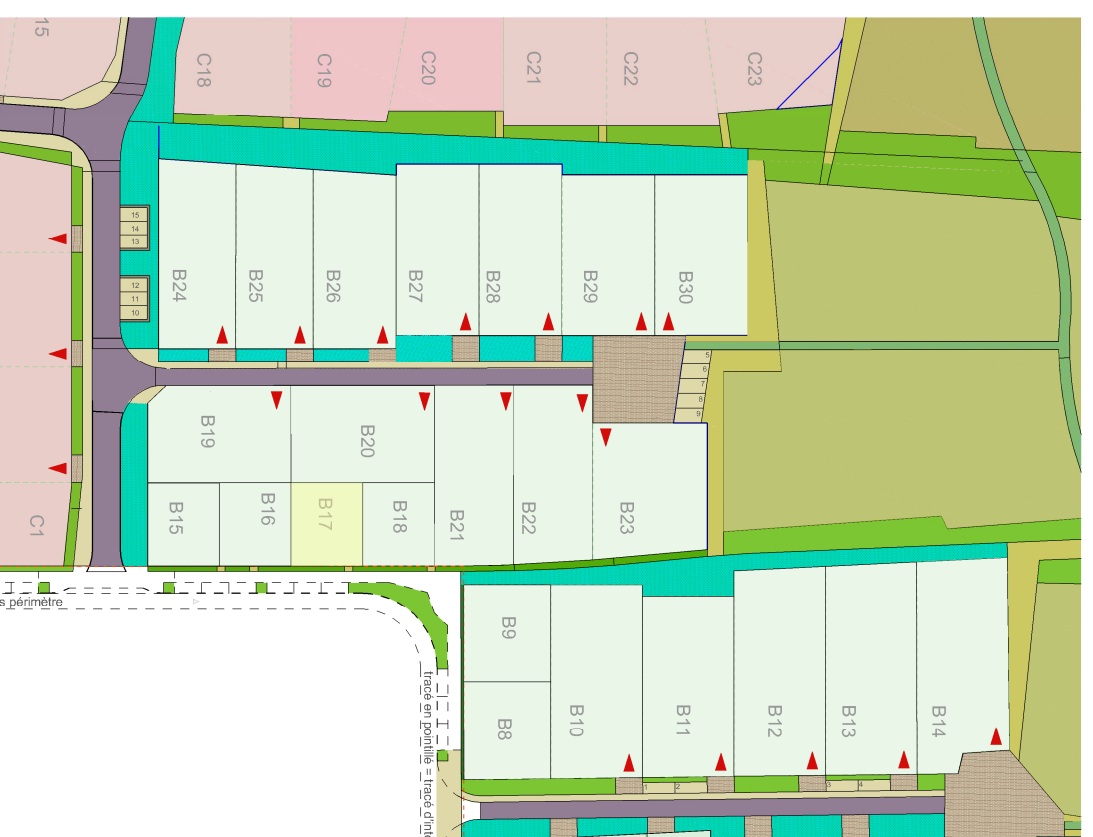 15
C18
C19
C20
C21
C22
C23
15
14
13
12
11
10
B24
B25
B26
B27
B28
B29
B30
5
6
7
8
9
B19
B20
B15
B16
B17
B18
B21
B22
B23
C1
s périmètre
B9
B8
B10
B11
B12
B13
B14
1
2
3
4
tracé en pointillé = tracé d'int